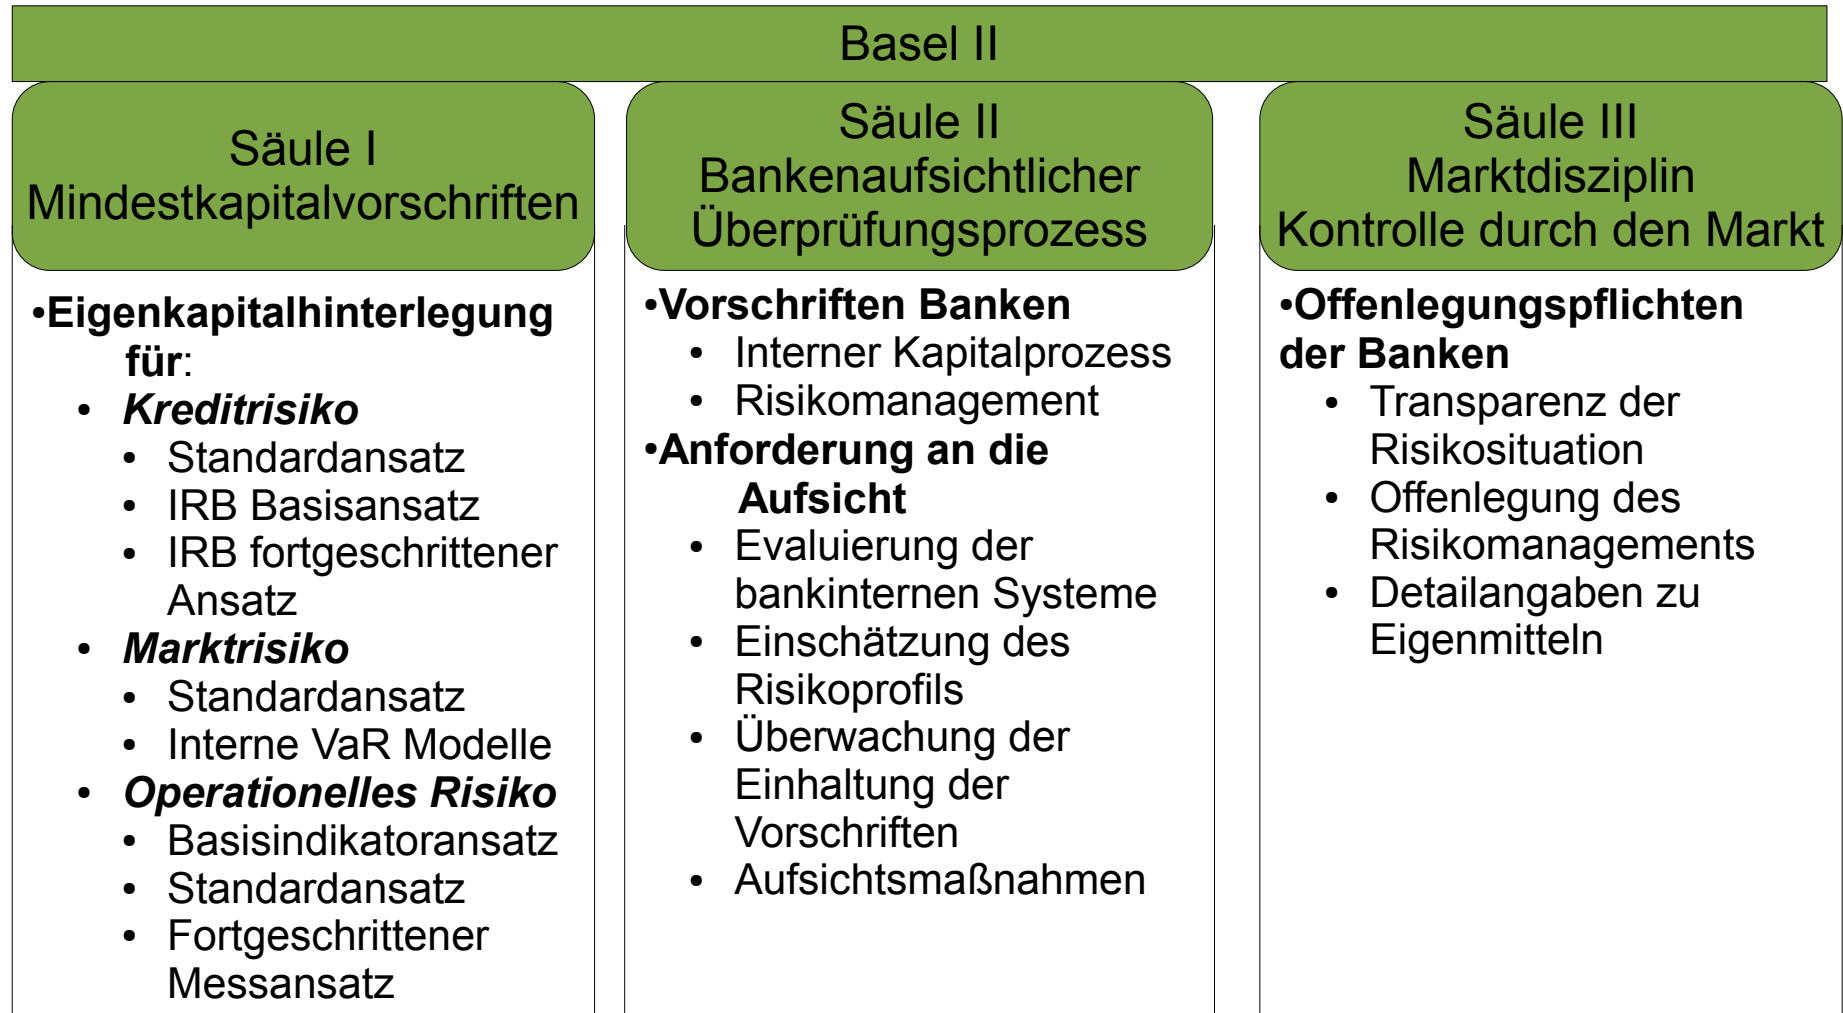 Basel II
Säule I
Mindestkapitalvorschriften
•Eigenkapitalhinterlegung
für:
• Kreditrisiko
• Standardansatz
• IRB Basisansatz
• IRB fortgeschrittener
Ansatz
• Marktrisiko
• Standardansatz
• Interne VaR Modelle
• Operationelles Risiko
• Basisindikatoransatz
• Standardansatz
• Fortgeschrittener
Messansatz
Säule II
Bankenaufsichtlicher
Überprüfungsprozess
•Vorschriften Banken
• Interner Kapitalprozess
• Risikomanagement
•Anforderung an die
Aufsicht
• Evaluierung der
bankinternen Systeme
• Einschätzung des
Risikoprofils
• Überwachung der
Einhaltung der
Vorschriften
• Aufsichtsmaßnahmen
Säule III
Marktdisziplin
Kontrolle durch den Markt
•Offenlegungspflichten
der Banken
• Transparenz der
Risikosituation
• Offenlegung des
Risikomanagements
• Detailangaben zu
Eigenmitteln